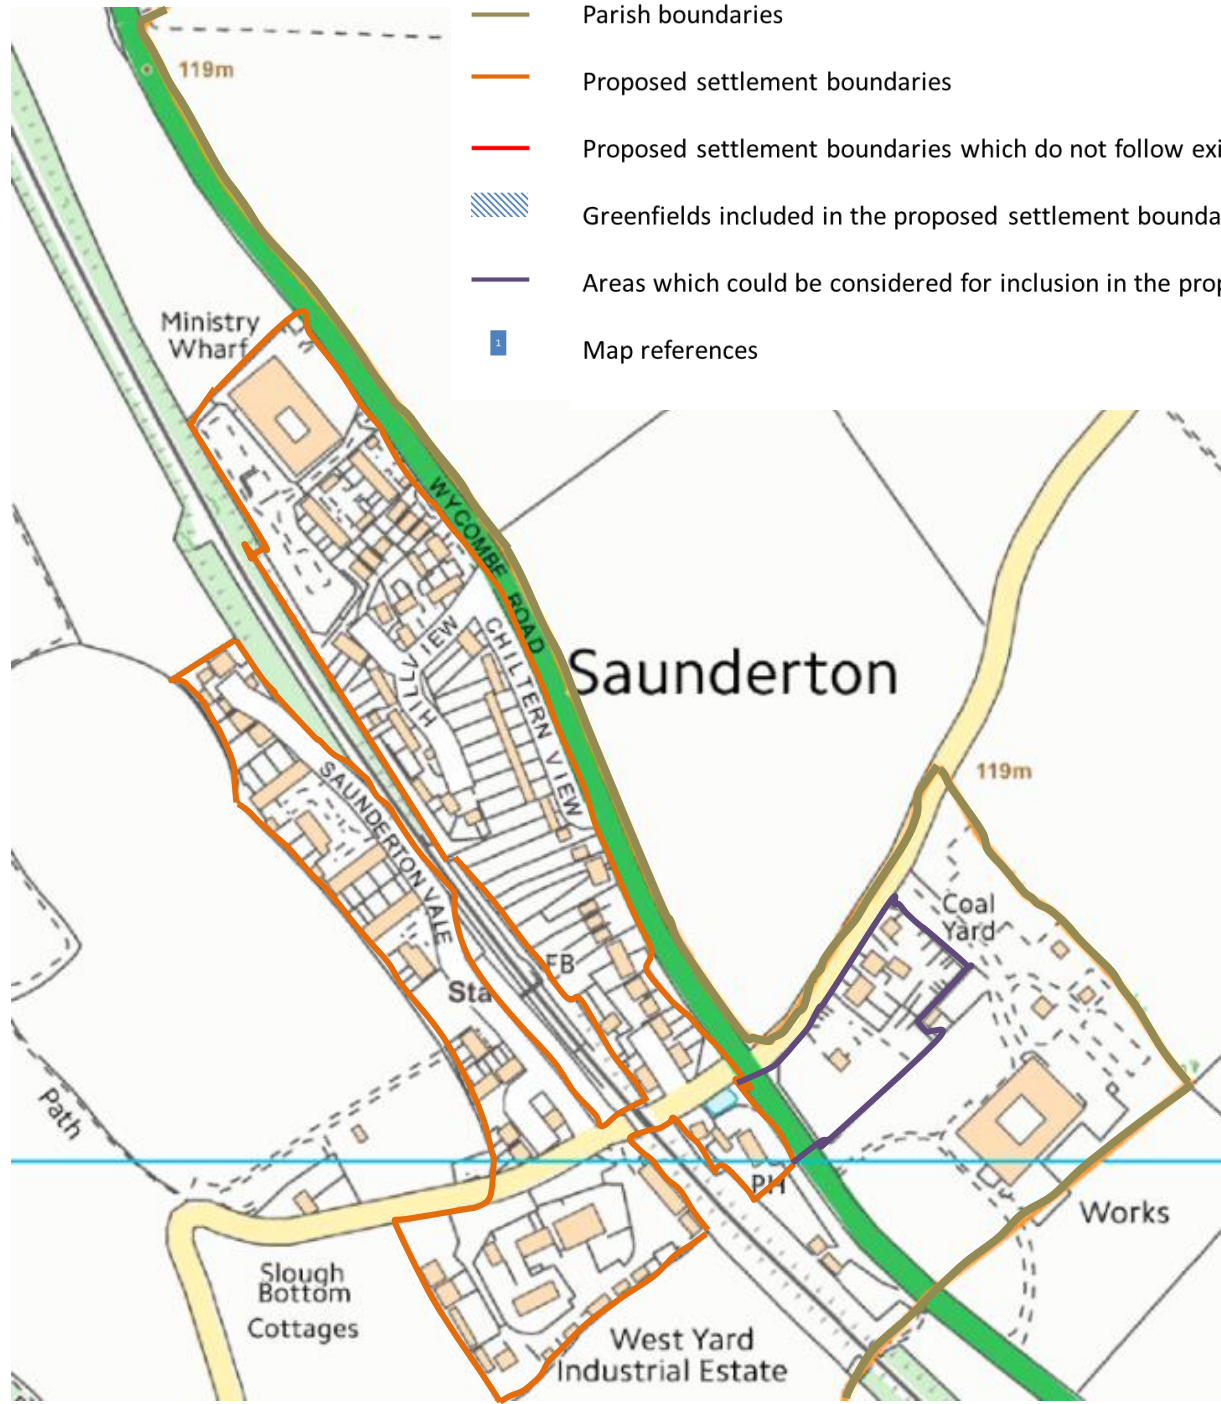 Parish boundaries
119m
Proposed settlement boundaries
Proposed settlement boundaries which do not follow exi
Greenfields included in the proposed settlement bounda
Areas which could be considered for inclusion in the prop
Ministry
Wharf
1
Map references
WYCOMBE ROAD
HILL VIEW
CHILTERN VIEW
Saunderton
SAUNDERTON VALE
119m
Coal
Yard
FB
Sta
Path
PH
Works
Slough
Bottom
Cottages
West Yard
Industrial Estate